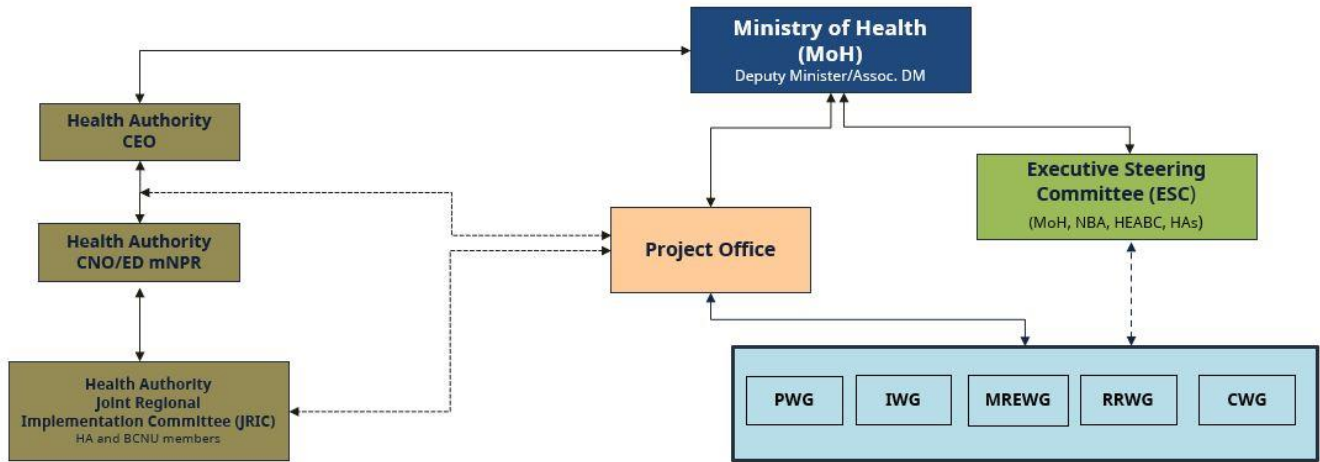 Ministry of Health
(MoH)
Deputy Minister/Assoc. DM
Health Authority
CEO
Executive Steering
Committee (ESC)
(MoH, NBA, HEABC, HAs)
Health Authority
CNO/ED mNPR
Project Office
Health Authority
Joint Regional
Implementation Committee (JRIC)
HA and BCNU members
PWG
IWG
MREWG
RRWG
CWG